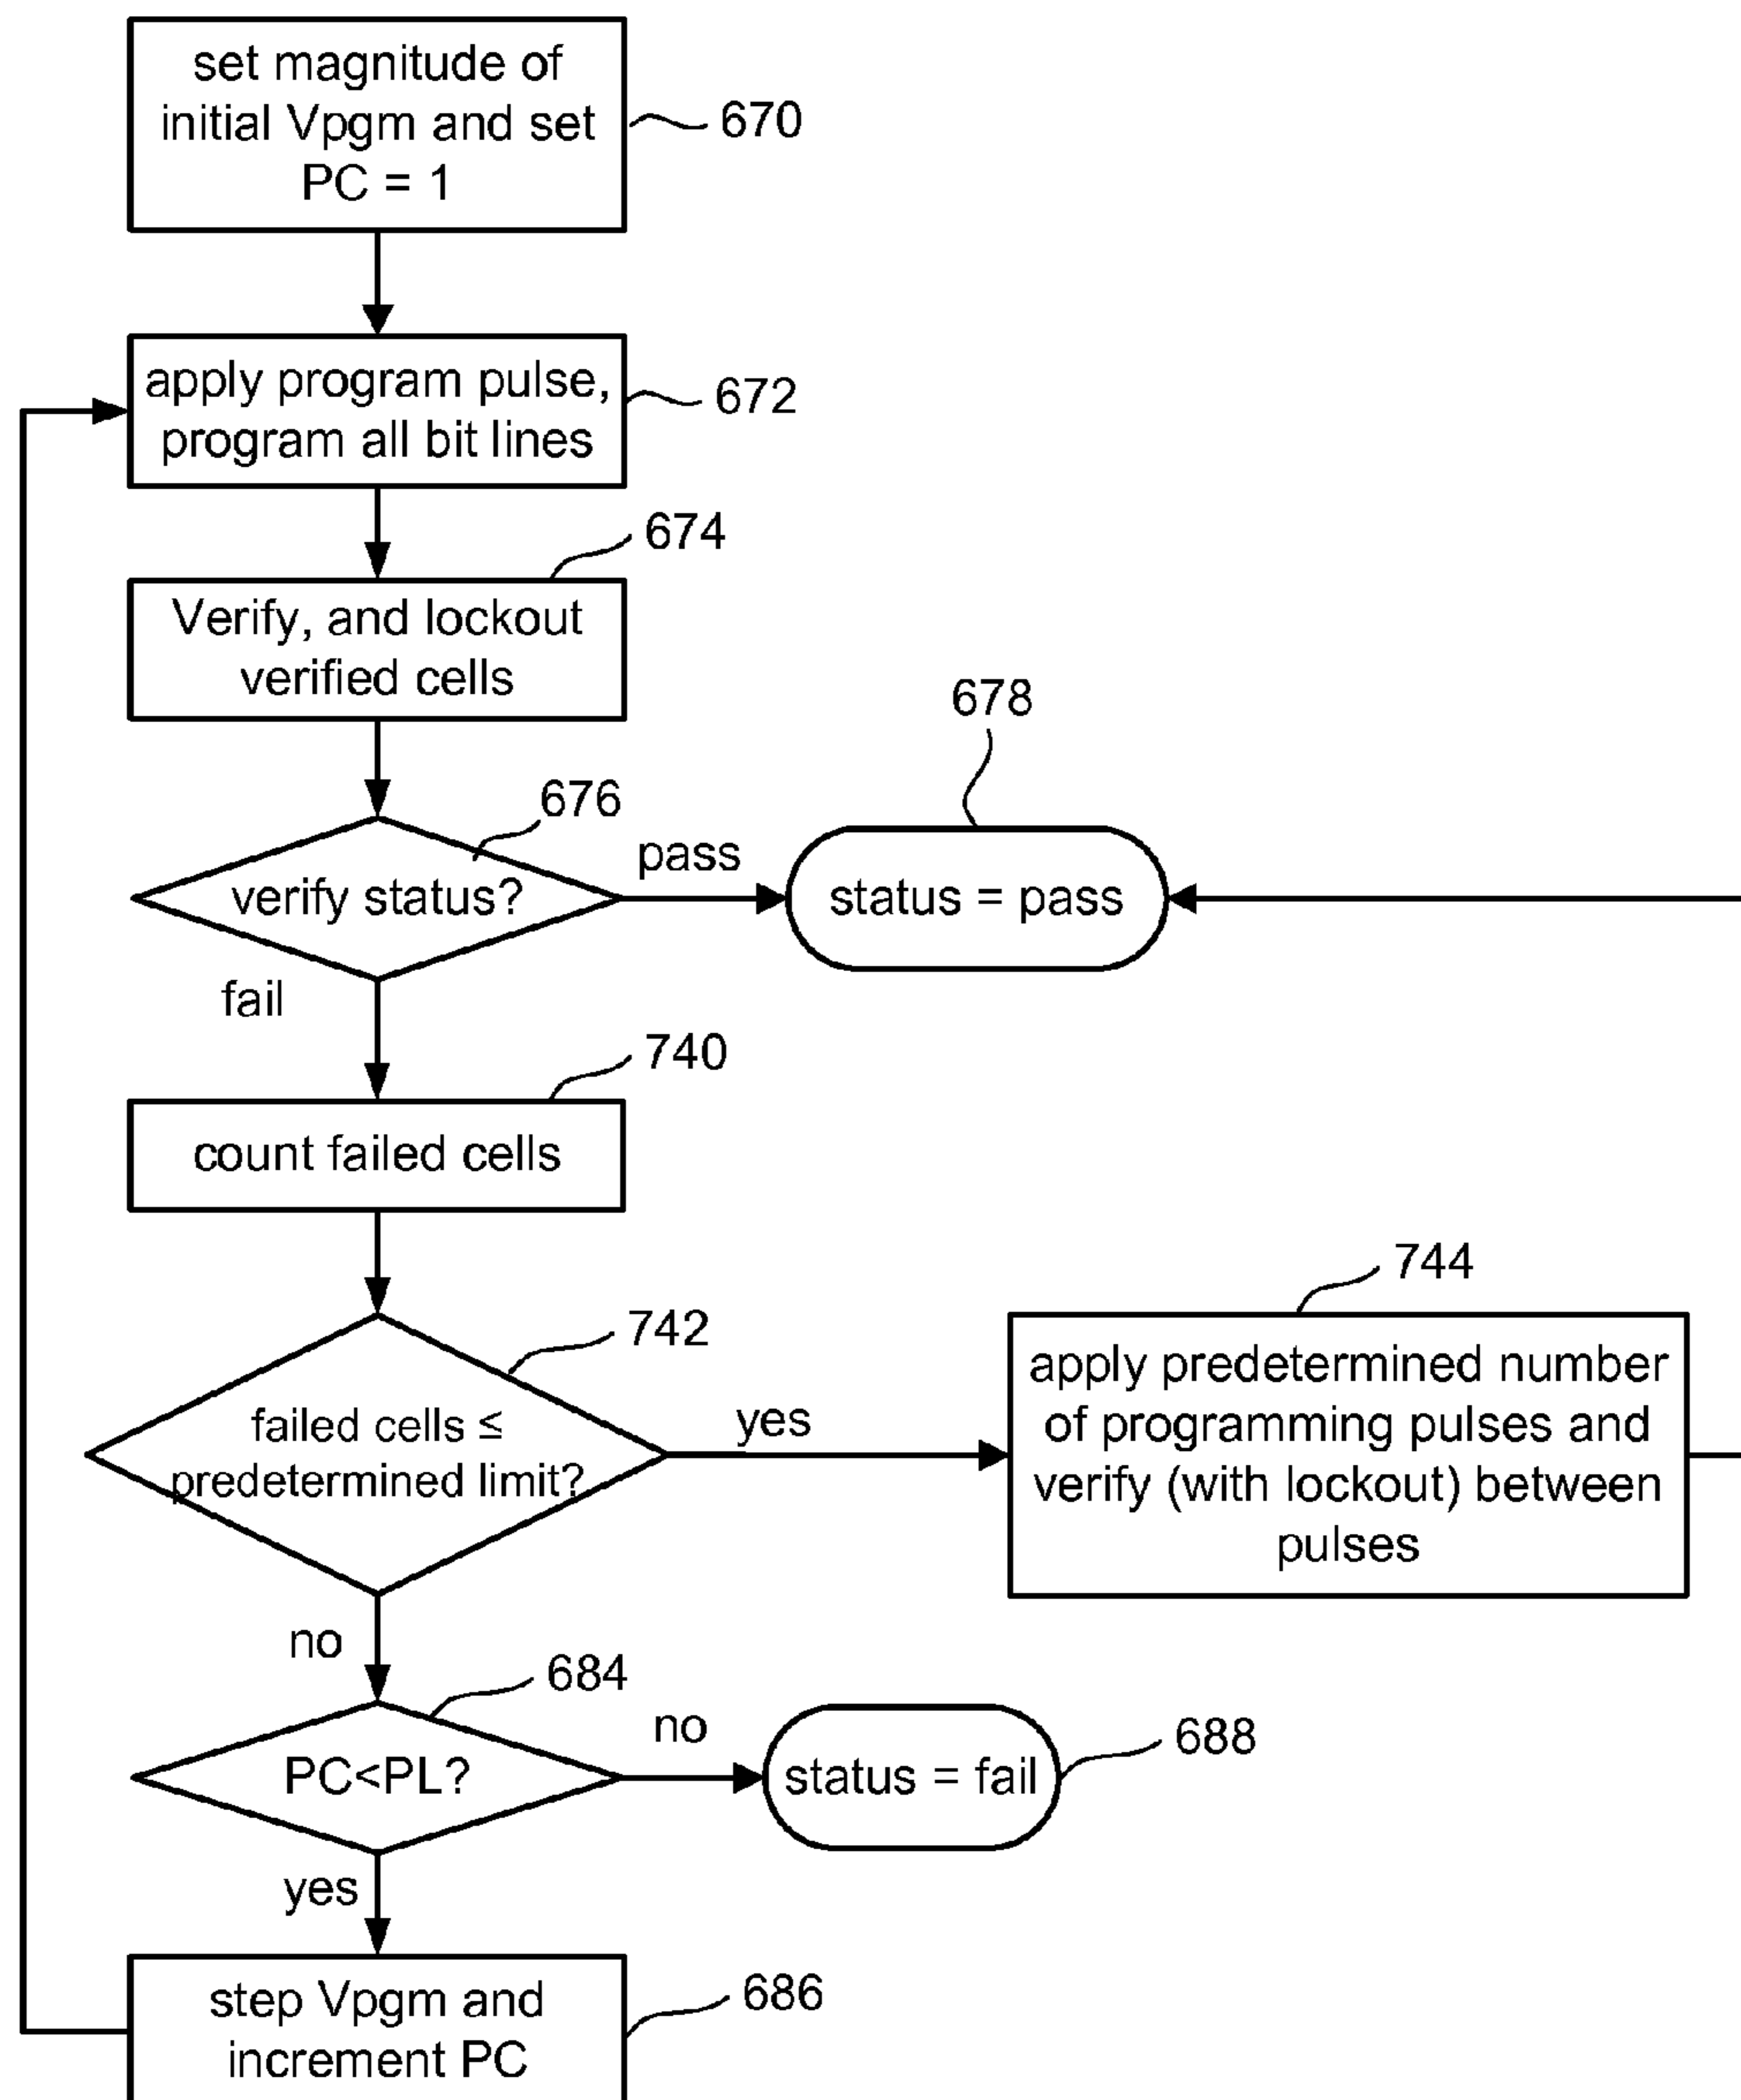 set magnitude of
initial Vpgm and set
PC = 1
670
apply program pulse,
program all bit lines
672
674
Verify, and lockout
verified cells
678
676
pass
verify status?
status = pass
fail
740
count failed cells
744
742
apply predetermined number
of programming pulses and
verify (with lockout) between
pulses
yes
failed cells ≤
predetermined limit?
no
684
no
688
PC<PL?
status = fail
yes
step Vpgm and
increment PC
686